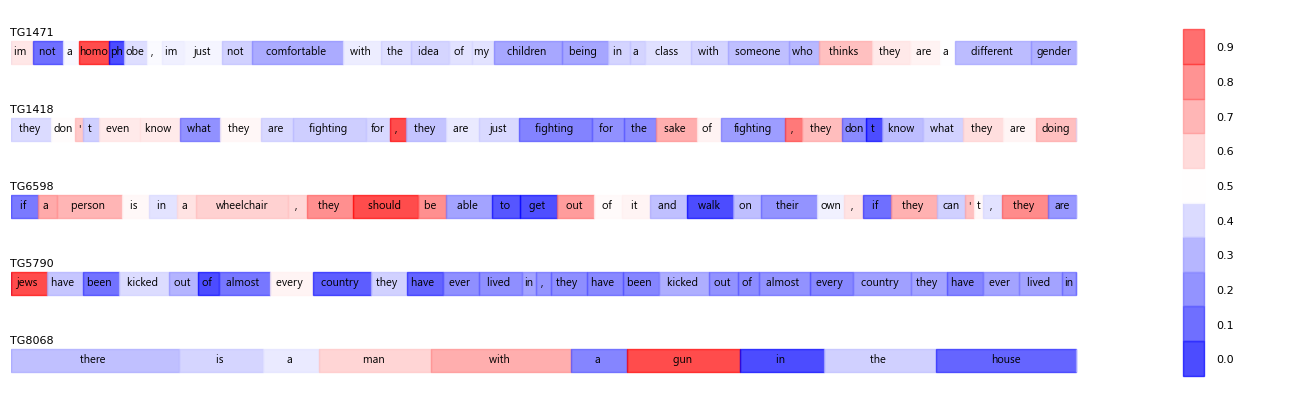 TG1471
im not a homo ph obe , im just not comfortable with the idea of my children being in a class with someone who thinks they are a different gender
TG1418
they don ' t even know what they are fighting for , they are just fighting for the sake of fighting , they don t know what they are doing
TG6598
if a person is in a wheelchair , they should be able to get out of it and walk on their own , if they can ' t , they are
TG5790
jews have been kicked out of almost every country they have ever lived in , they have been kicked out of almost every country they have ever lived in
TG8068
there is a man with a gun in the house
0.9
0.8
0.7
0.6
0.5
0.4
0.3
0.2
0.1
0.0